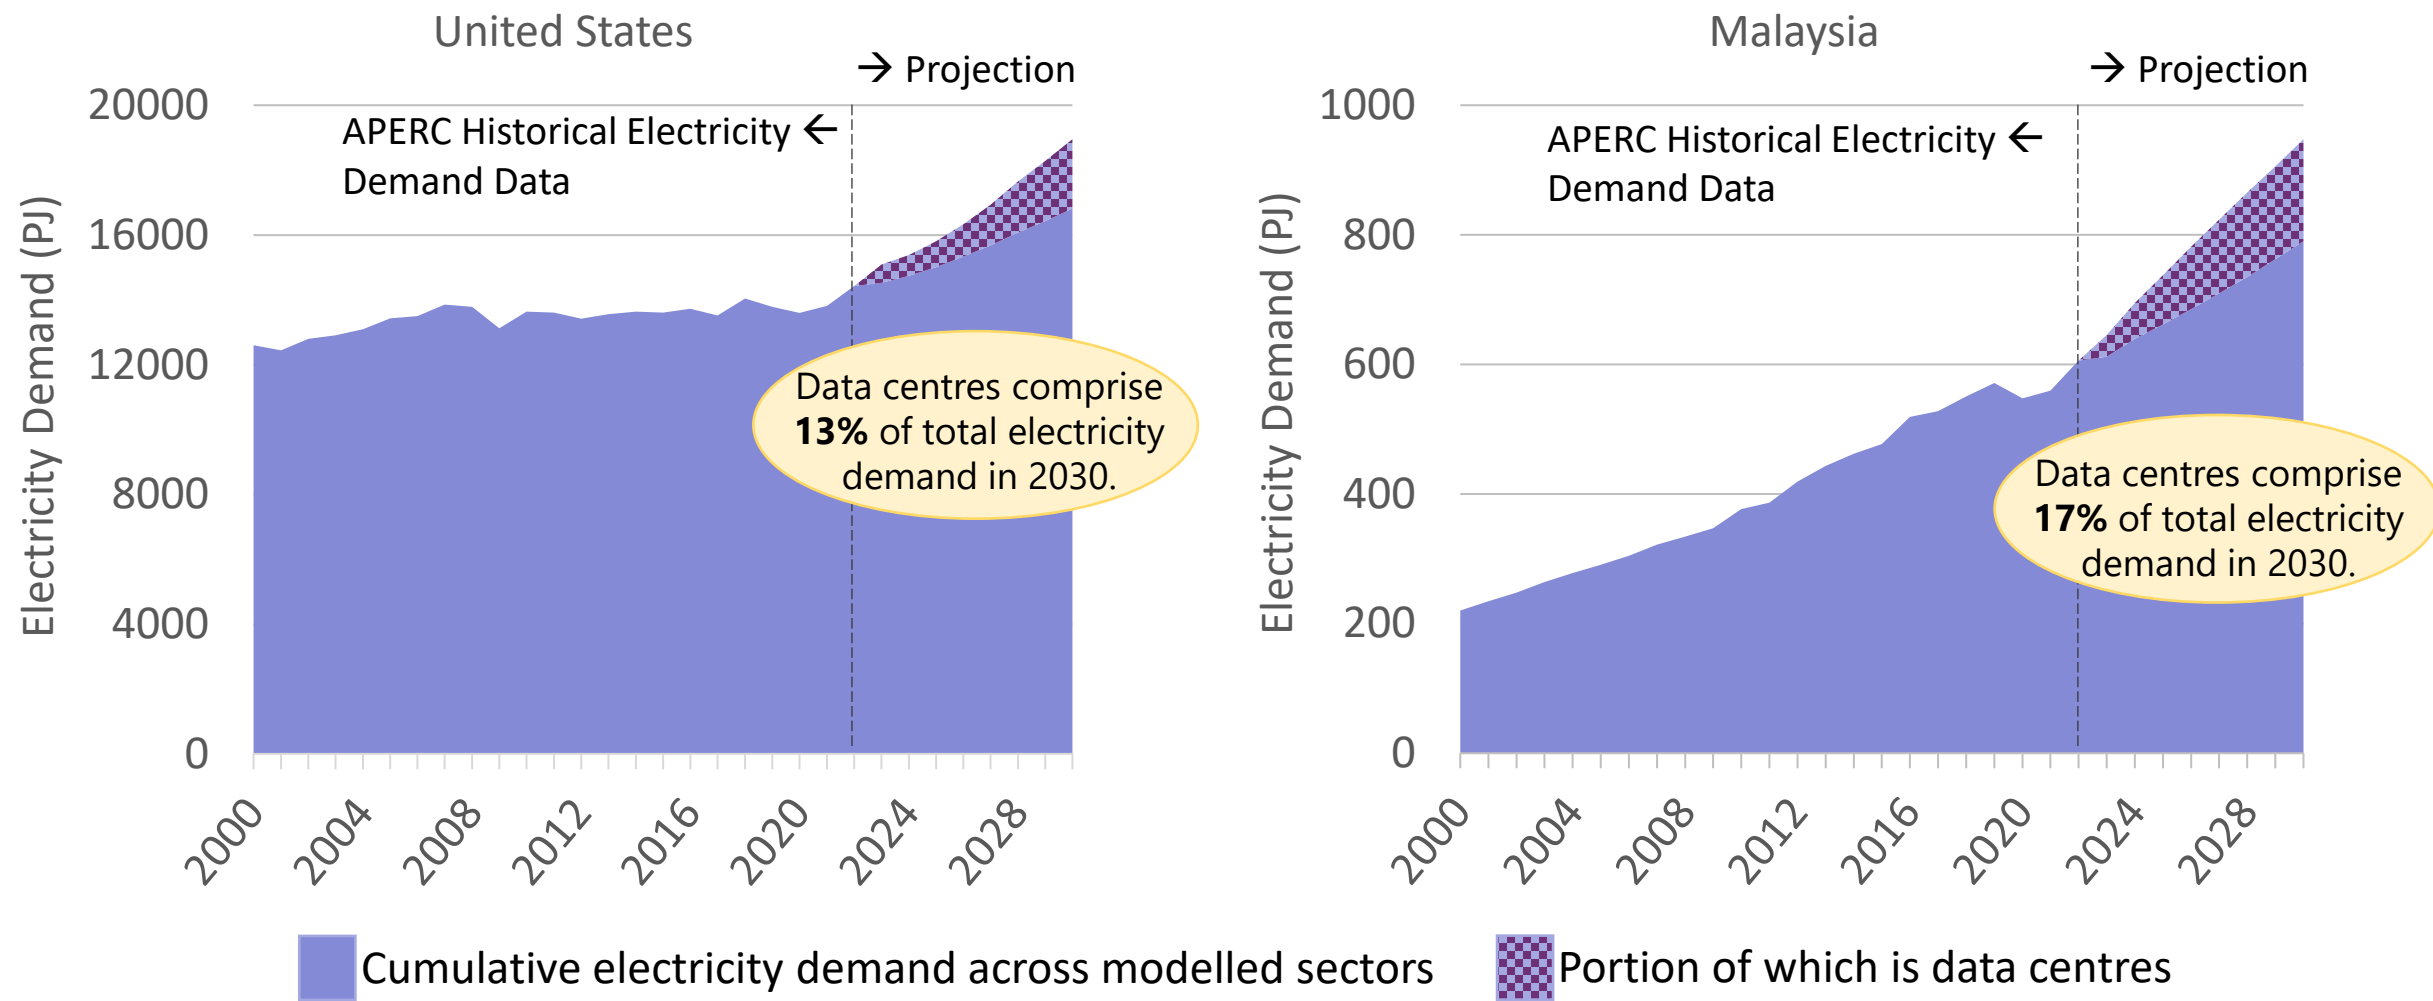 United States
→ Projection
APERC Historical Electricity ←
Demand Data
Electricity Demand (PJ)
20000
16000
12000
8000
4000
0
Data centres comprise
13% of total electricity
demand in 2030.
2000
2004
2008
2012
2016
2020
2024
2028
Malaysia
→ Projection
APERC Historical Electricity ←
Demand Data
Electricity Demand (PJ)
1000
800
600
400
200
0
Data centres comprise
17% of total electricity
demand in 2030.
2000
2004
2008
2012
2016
2020
2024
2028
Cumulative electricity demand across modelled sectors
Portion of which is data centres